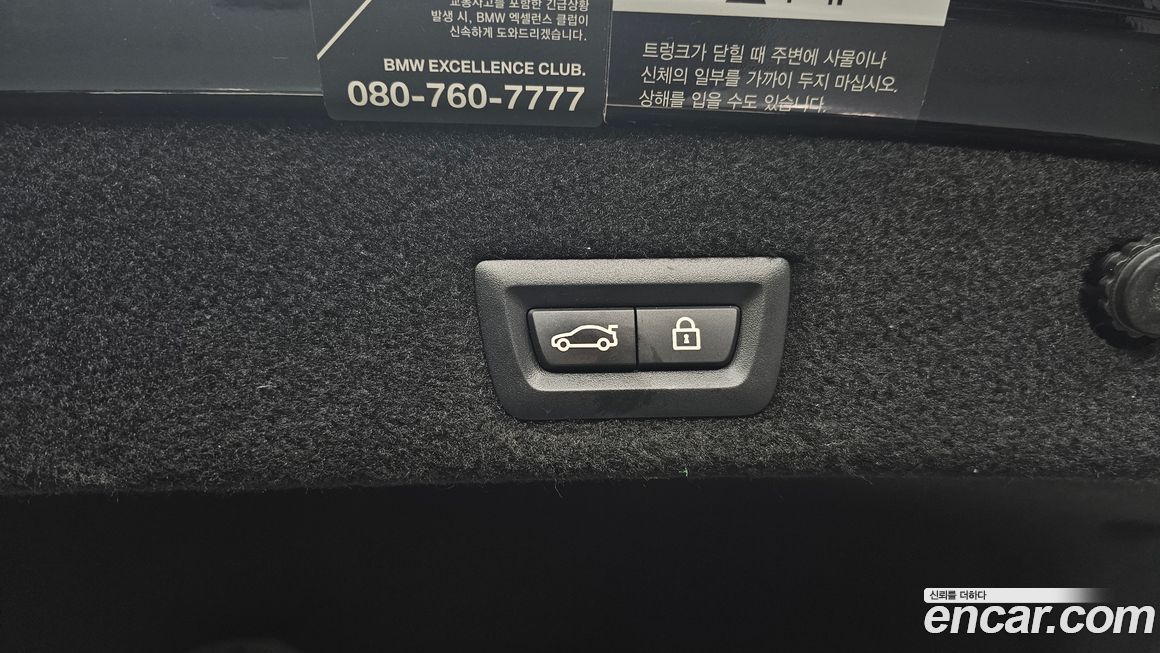 교통사고를 포함한 긴급상황
발생 시, BMW 엑셀런스 클럽이
신속하게 도와드리겠습니다.
BMW EXCELLENCE CLUB.
080-760-7777
트렁크가 닫힐 때 주변에 사물이나
신체의 일부를 가까이 두지 마십시오.
상해를 입을 수도 있습니다.
신뢰를 더하다
encar.com